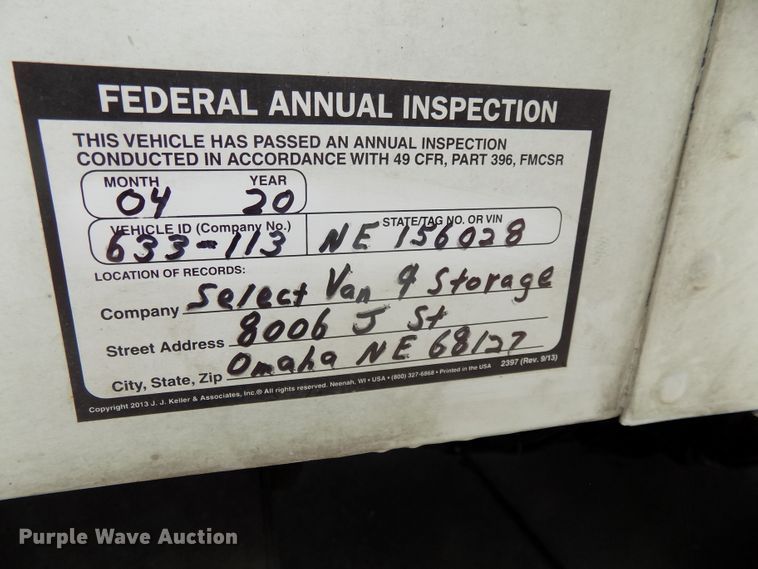 FEDERAL ANNUAL INSPECTION
THIS VEHICLE HAS PASSED AN ANNUAL INSPECTION
CONDUCTED IN ACCORDANCE WITH 49 CFR, PART 396, FMCSR
MONTH YEAR
04 20
VEHICLE ID (Company No.) STATE/TAG NO. OR VIN
633-113 NE 156028
LOCATION OF RECORDS:
Company Select Van & Storage
Street Address 8006 J St
City, State, Zip Omaha NE 68127
Copyright 2013 J. J. Keller & Associates, Inc.® All rights reserved. Neenah, WI • USA • (800) 327-6868 • Printed in the USA 2397 (Rev. 9/13)
Purple Wave Auction